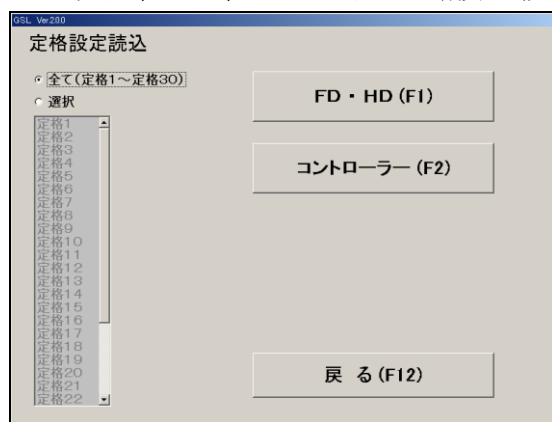 GSL Ver.2.0.0
定格設定読込
全て(定格1～定格30)
選択
定格1
定格2
定格3
定格4
定格5
定格6
定格7
定格8
定格9
定格10
定格11
定格12
定格13
定格14
定格15
定格16
定格17
定格18
定格19
定格20
定格21
定格22
FD・HD(F1)
コントローラー(F2)
戻 る(F12)